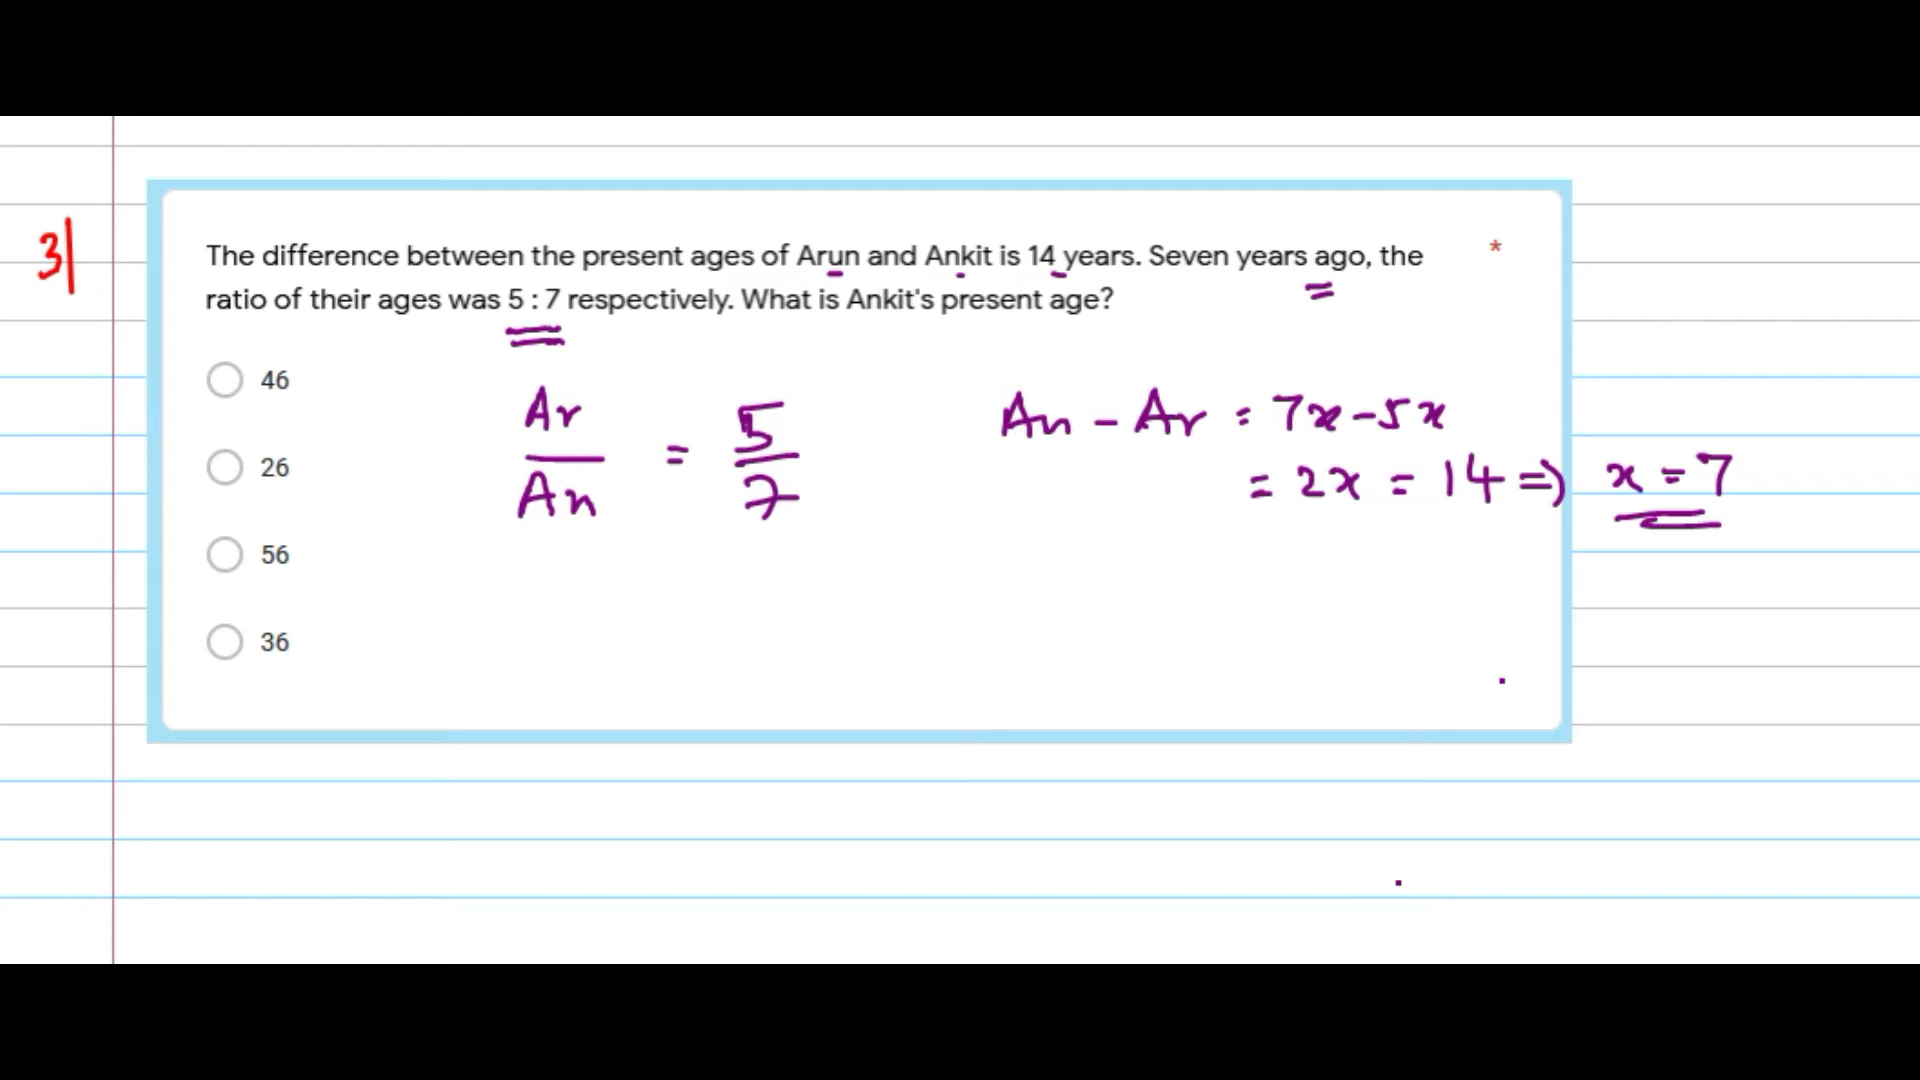 3|
The difference between the present ages of Arun and Ankit is 14 years. Seven years ago, the *
ratio of their ages was 5 : 7 respectively. What is Ankit's present age?
46
26
56
36
Ar
An
=
5
7
An - Ar = 7x - 5x
= 2x = 14 ⇒ x = 7